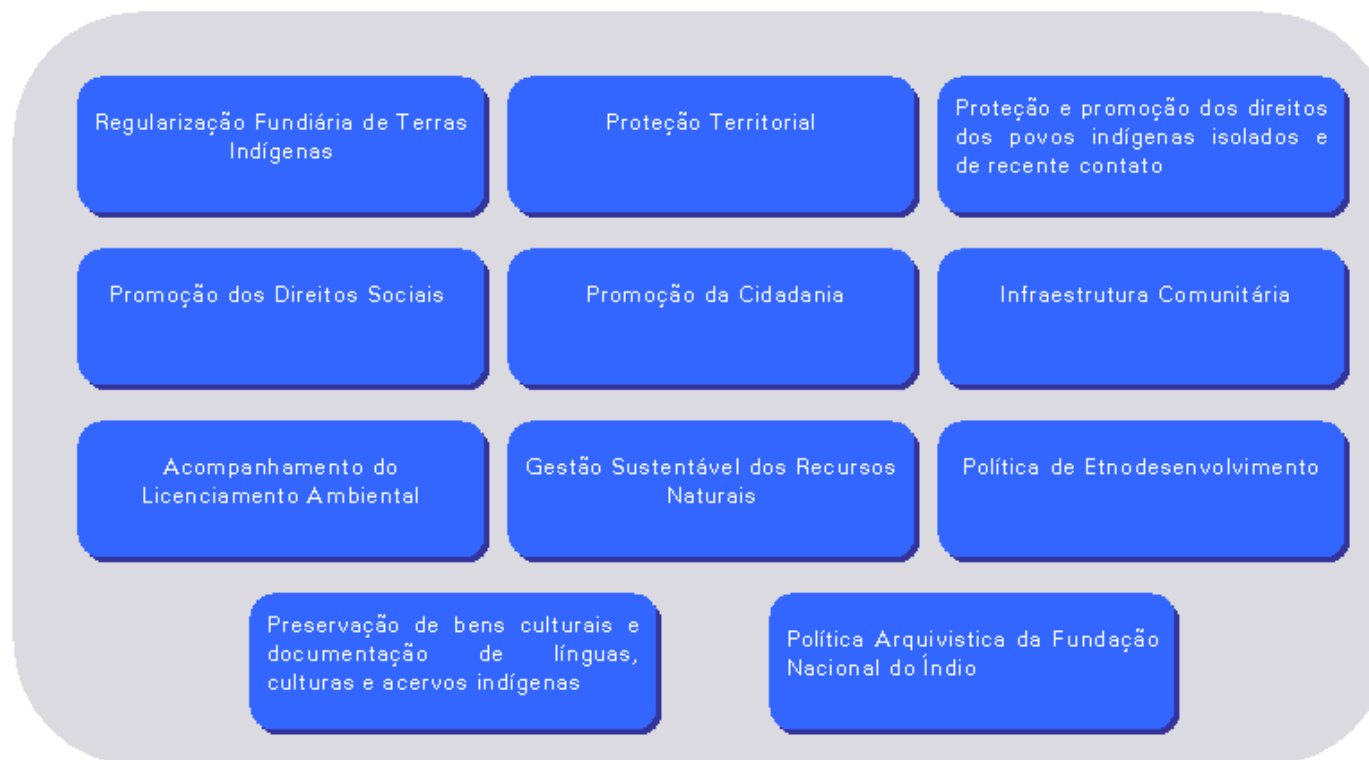 Regularização Fundiária de Terras
Indígenas
Proteção Territorial
Proteção e promoção dos direitos
dos povos indígenas isolados e
de recente contato
Promoção dos Direitos Sociais
Promoção da Cidadania
Infraestrutura Comunitária
Acompanhamento do
Licenciamento Ambiental
Gestão Sustentável dos Recursos
Naturais
Política de Etnodesenvolvimento
Preservação de bens culturais e
documentação de línguas,
culturas e acervos indígenas
Política Arquivistica da Fundação
Nacional do Índio